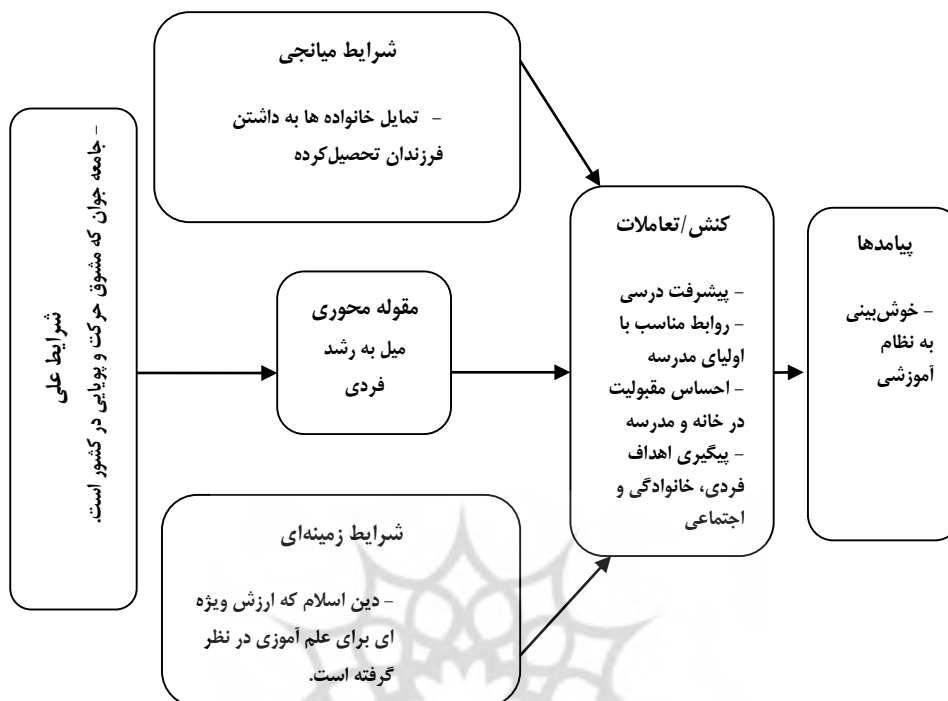 شرایط میانجی
- تمایل خانواده ها به داشتن
فرزندان تحصیل‌کرده
شرایط علی
- جامعه جوان که مشوق حرکت و پویایی در کشور است.
مقوله محوری
میل به رشد
فردی
کنش/تعاملات
- پیشرفت درسی
- روابط مناسب با
اولیای مدرسه
- احساس مقبولیت
در خانه و مدرسه
- پیگیری اهداف
فردی، خانوادگی و
اجتماعی
پیامدها
- خوش‌بینی
به نظام
آموزشی
شرایط زمینه‌ای
- دین اسلام که ارزش ویژه
ای برای علم آموزی در نظر
گرفته است.